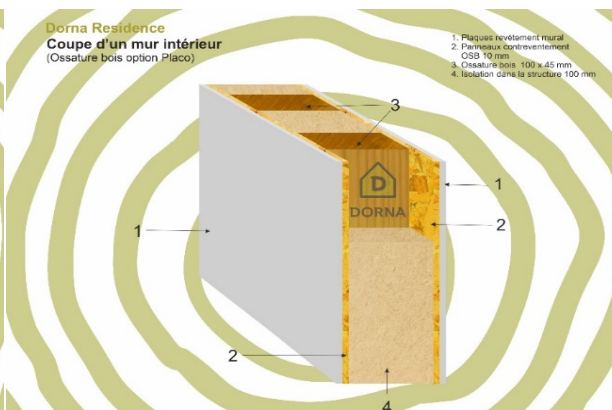 Dorna Residence
Coupe d'un mur intérieur
(Ossature bois option Placo)
1. Plaques revêtement mural
2. Panneaux contreventement
OSB 10 mm
3. Ossature bois 100 x 45 mm
4. Isolation dans la structure 100 mm
3
1
1
2
2
4
D
DORNA